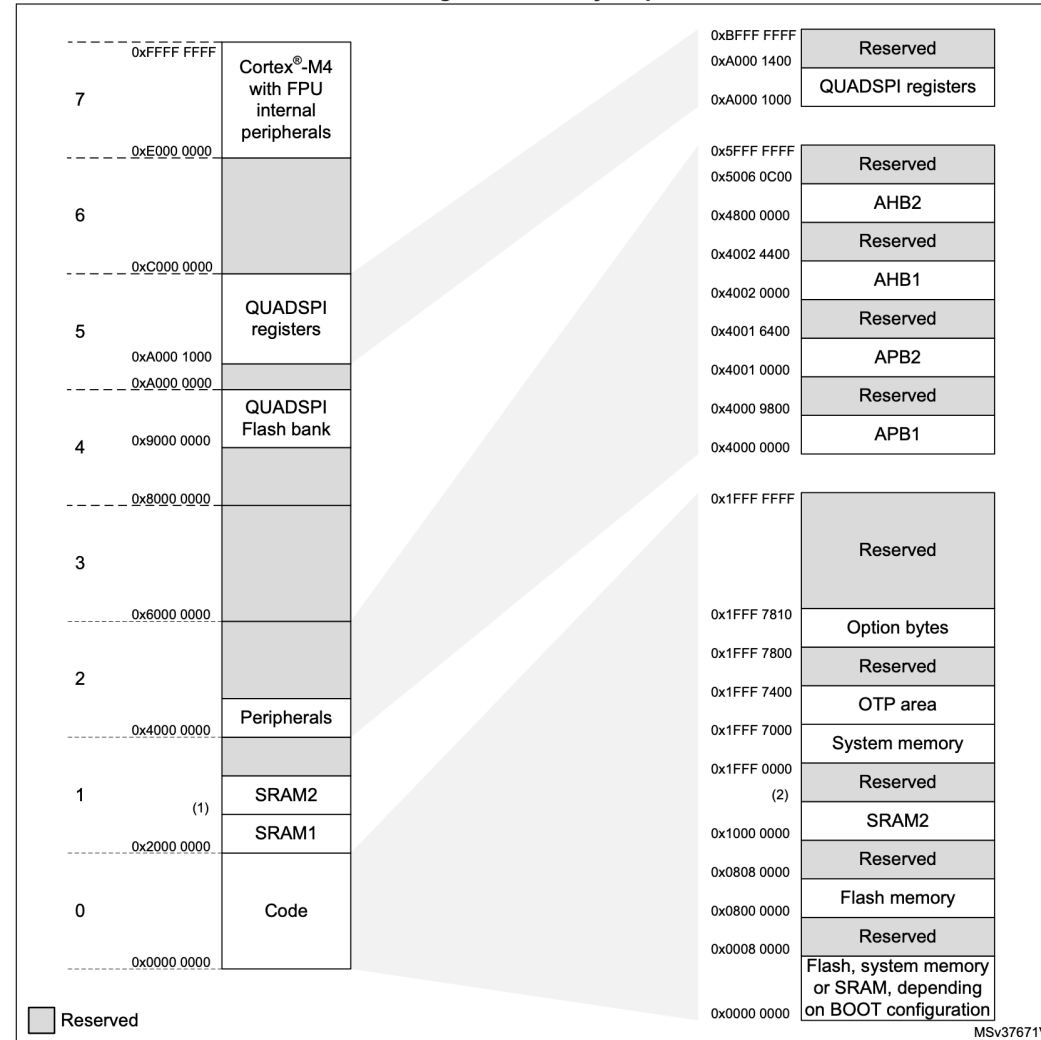 0xFFFF FFFF
7
Cortex®-M4
with FPU
internal
peripherals
0xE000 0000
6
0xC000 0000
5
QUADSPI
registers
0xA000 1000
0xA000 0000
QUADSPI
Flash bank
4
0x9000 0000
0x8000 0000
3
0x6000 0000
2
Peripherals
0x4000 0000
1
SRAM2
(1)
SRAM1
0x2000 0000
0
Code
0x0000 0000
Reserved
0xBFFF FFFF
Reserved
0xA000 1400
QUADSPI registers
0xA000 1000
0x5FFF FFFF
Reserved
0x5006 0C00
AHB2
0x4800 0000
Reserved
0x4002 4400
AHB1
0x4002 0000
Reserved
0x4001 6400
APB2
0x4001 0000
Reserved
0x4000 9800
APB1
0x4000 0000
0x1FFF FFFF
Reserved
0x1FFF 7810
Option bytes
0x1FFF 7800
Reserved
0x1FFF 7400
OTP area
0x1FFF 7000
System memory
0x1FFF 0000
Reserved
(2)
SRAM2
0x1000 0000
Reserved
0x0808 0000
Flash memory
0x0800 0000
Reserved
0x0008 0000
Flash, system memory
or SRAM, depending
on BOOT configuration
0x0000 0000